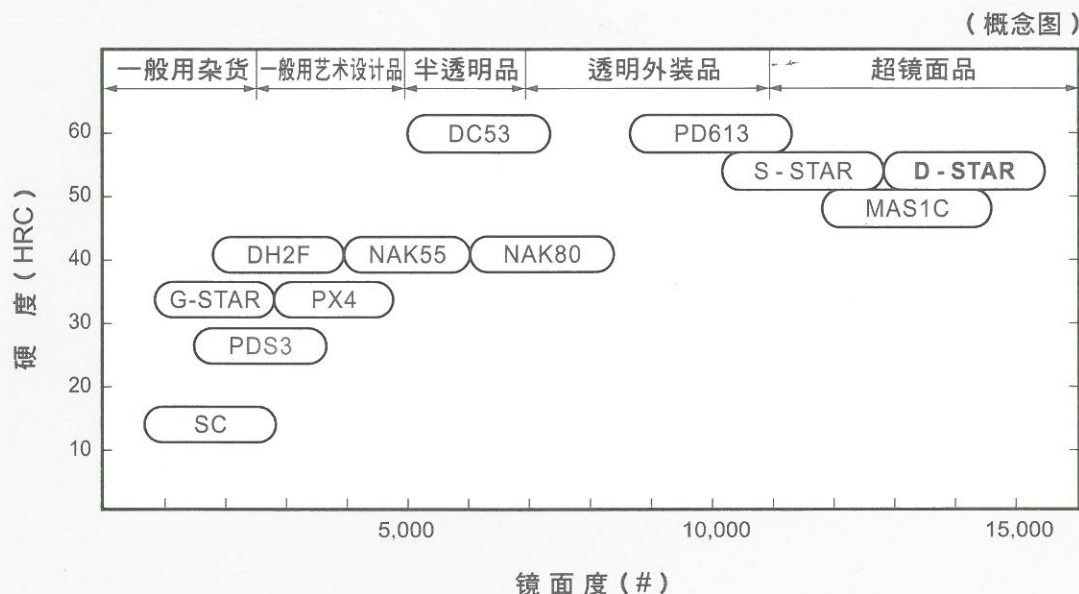 (概念图)
一般用杂货 一般用艺术设计品 半透明品 透明外装品 超镜面品
60 DC53 PD613
S-STAR D-STAR
50 MAS1C
40 DH2F NAK55 NAK80
G-STAR PX4
30
PDS3
20
SC
10
硬 度 (HRC)
5,000 10,000 15,000
镜 面 度 (#)